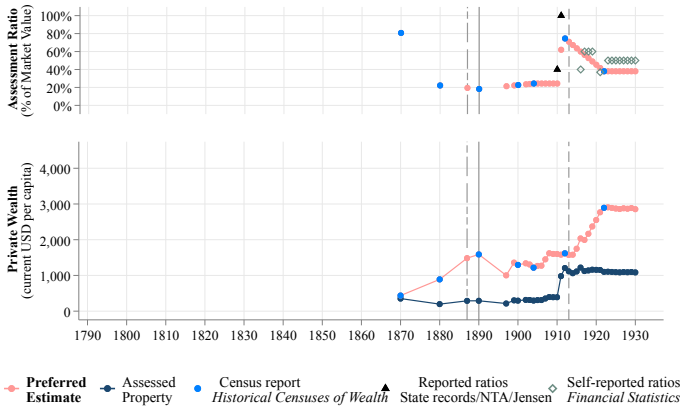 Assessment Ratio
(% of Market Value)
100%
80%
60%
40%
20%
0%
Private Wealth
(current USD per capita)
4,000
3,000
2,000
1,000
0
1790 1800 1810 1820 1830 1840 1850 1860 1870 1880 1890 1900 1910 1920 1930
Preferred
Estimate
Assessed
Property
Census report
Historical Censuses of Wealth
Reported ratios
State records/NTA/Jensen
Self-reported ratios
Financial Statistics